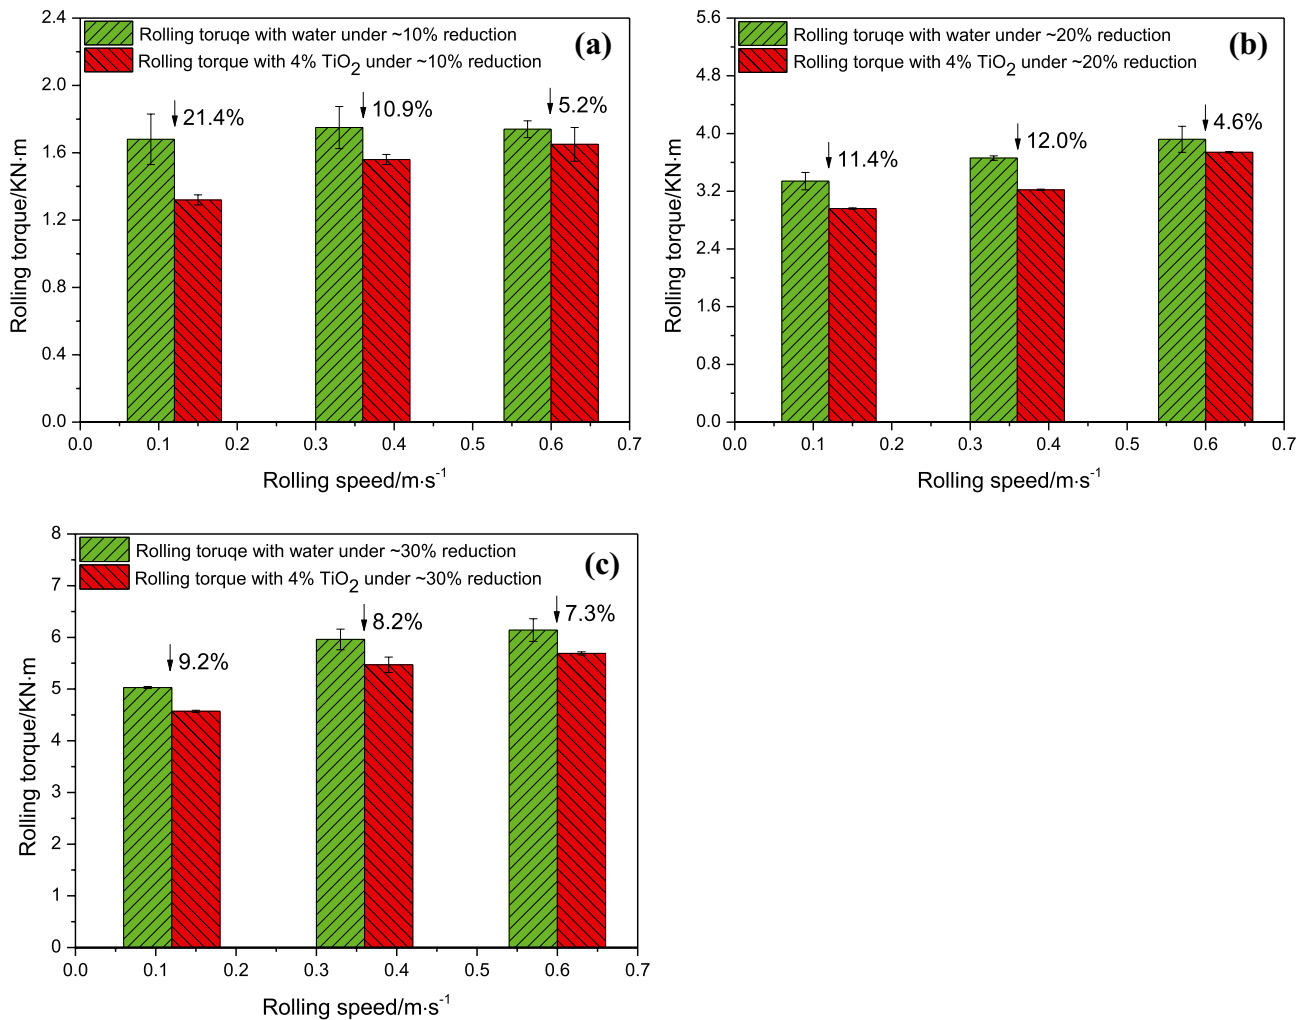 Rolling toruqe with water under ~10% reduction
Rolling torque with 4% TiO2 under ~10% reduction
(a)
21.4%
10.9%
5.2%
2.4
2.0
1.6
1.2
0.8
0.4
0.0
Rolling torque/KN·m
0.0 0.1 0.2 0.3 0.4 0.5 0.6 0.7
Rolling speed/m·s-1
Rolling toruqe with water under ~20% reduction
Rolling torque with 4% TiO2 under ~20% reduction
(b)
11.4%
12.0%
4.6%
5.6
4.8
4.0
3.2
2.4
1.6
0.8
0.0
Rolling torque/KN·m
0.0 0.1 0.2 0.3 0.4 0.5 0.6 0.7
Rolling speed/m·s-1
Rolling toruqe with water under ~30% reduction
Rolling torque with 4% TiO2 under ~30% reduction
(c)
9.2%
8.2%
7.3%
8
7
6
5
4
3
2
1
0
Rolling torque/KN·m
0.0 0.1 0.2 0.3 0.4 0.5 0.6 0.7
Rolling speed/m·s-1